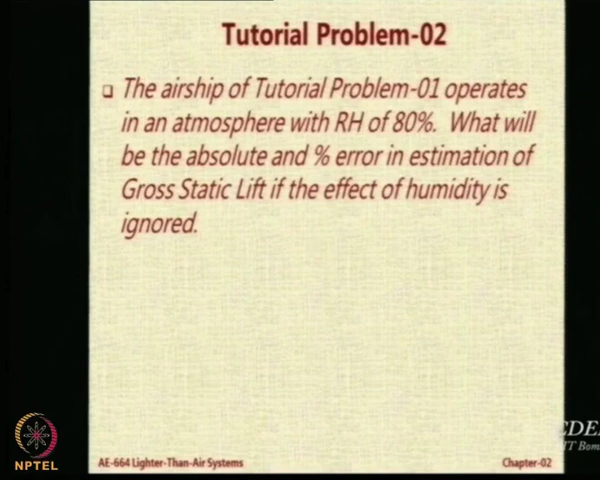 Tutorial Problem-02
The airship of Tutorial Problem-01 operates
in an atmosphere with RH of 80%. What will
be the absolute and % error in estimation of
Gross Static Lift if the effect of humidity is
ignored.
NPTEL
AE-664 Lighter-Than-Air Systems
Chapter-02